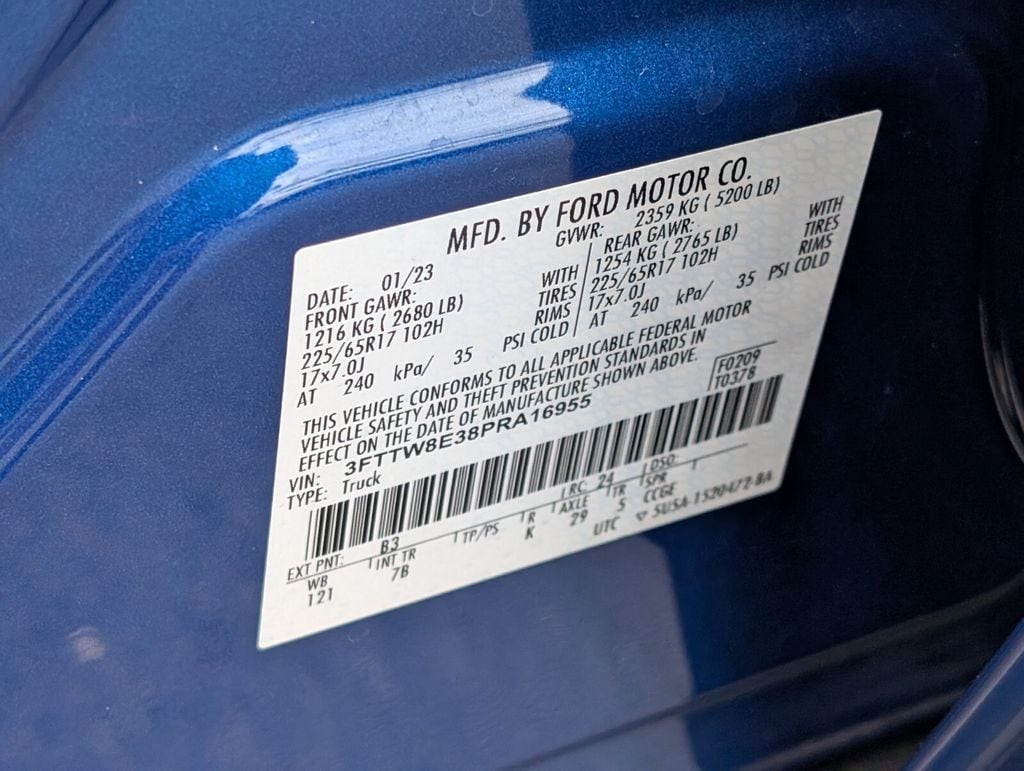 MFD. BY FORD MOTOR CO.
DATE: 01/23
GVWR: 2359 KG ( 5200 LB)
FRONT GAWR:
1216 KG ( 2680 LB) WITH
225/65R17 102H TIRES
17x7.0J RIMS
AT 240 kPa/ 35 PSI COLD
REAR GAWR:
1254 KG ( 2765 LB) WITH
225/65R17 102H TIRES
17x7.0J RIMS
AT 240 kPa/ 35 PSI COLD
THIS VEHICLE CONFORMS TO ALL APPLICABLE FEDERAL MOTOR
VEHICLE SAFETY AND THEFT PREVENTION STANDARDS IN
EFFECT ON THE DATE OF MANUFACTURE SHOWN ABOVE.
VIN: 3FTTW8E38PRA16955
TYPE: Truck
F0209
T0378
EXT PNT: B3 RC: 24 DSO:
WB INT TR TP/PS R AXLE TR SPR
121 7B K 29 5 CCGE
UTC ▽ 5USA-1520472-BA